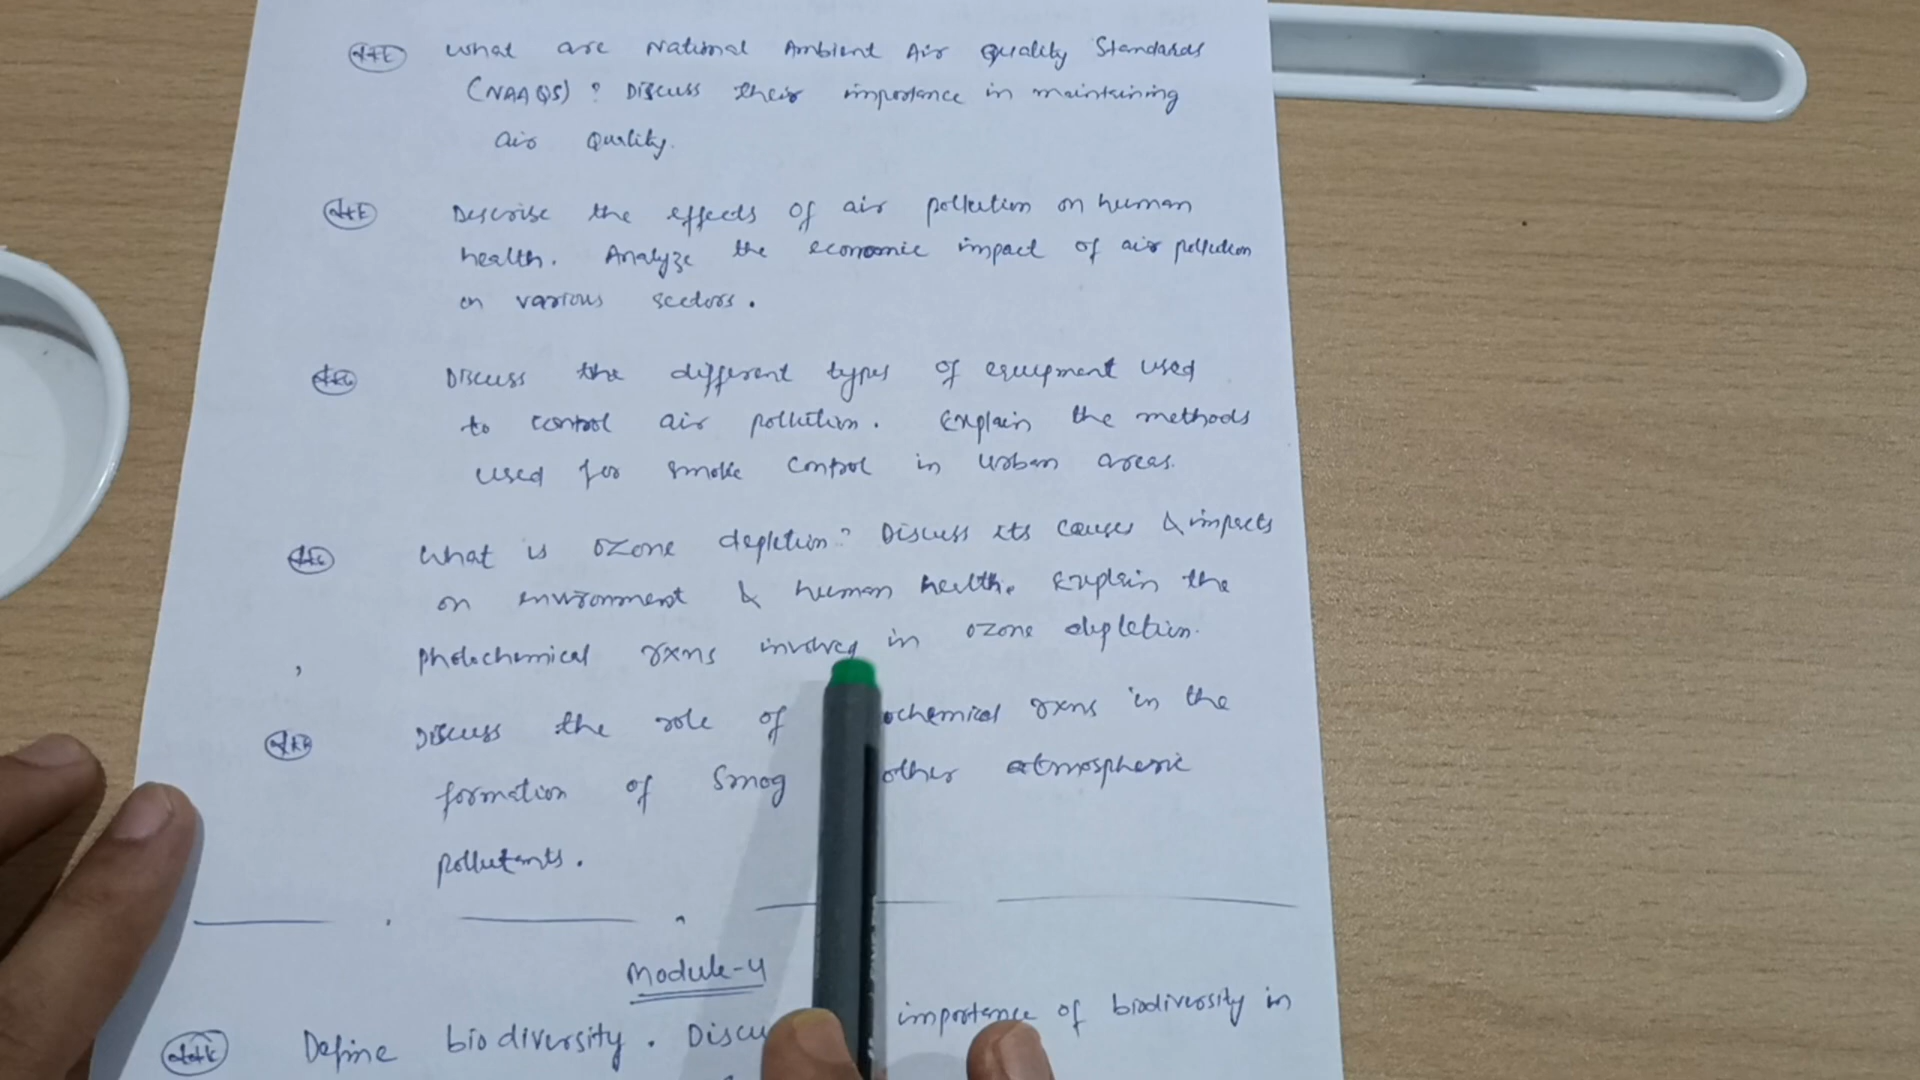 What are National Ambient Air Quality Standards
(NAAQS)? Discuss their importance in maintaining
air Quality.
Describe the effects of air pollution on human
health. Analyze the economic impact of air pollution
on various sectors.
Discuss the different types of equipment used
to control air pollution. Explain the methods
used for smoke control in urban areas.
What is ozone depletion? Discuss its causes & impacts
on environment & human health. Explain the
photochemical rxns involved in ozone depletion.
Discuss the role of ochemical rxns in the
formation of Smog other atmospheric
pollutants.
Module-4
Define biodiversity. Discu importance of biodiversity in